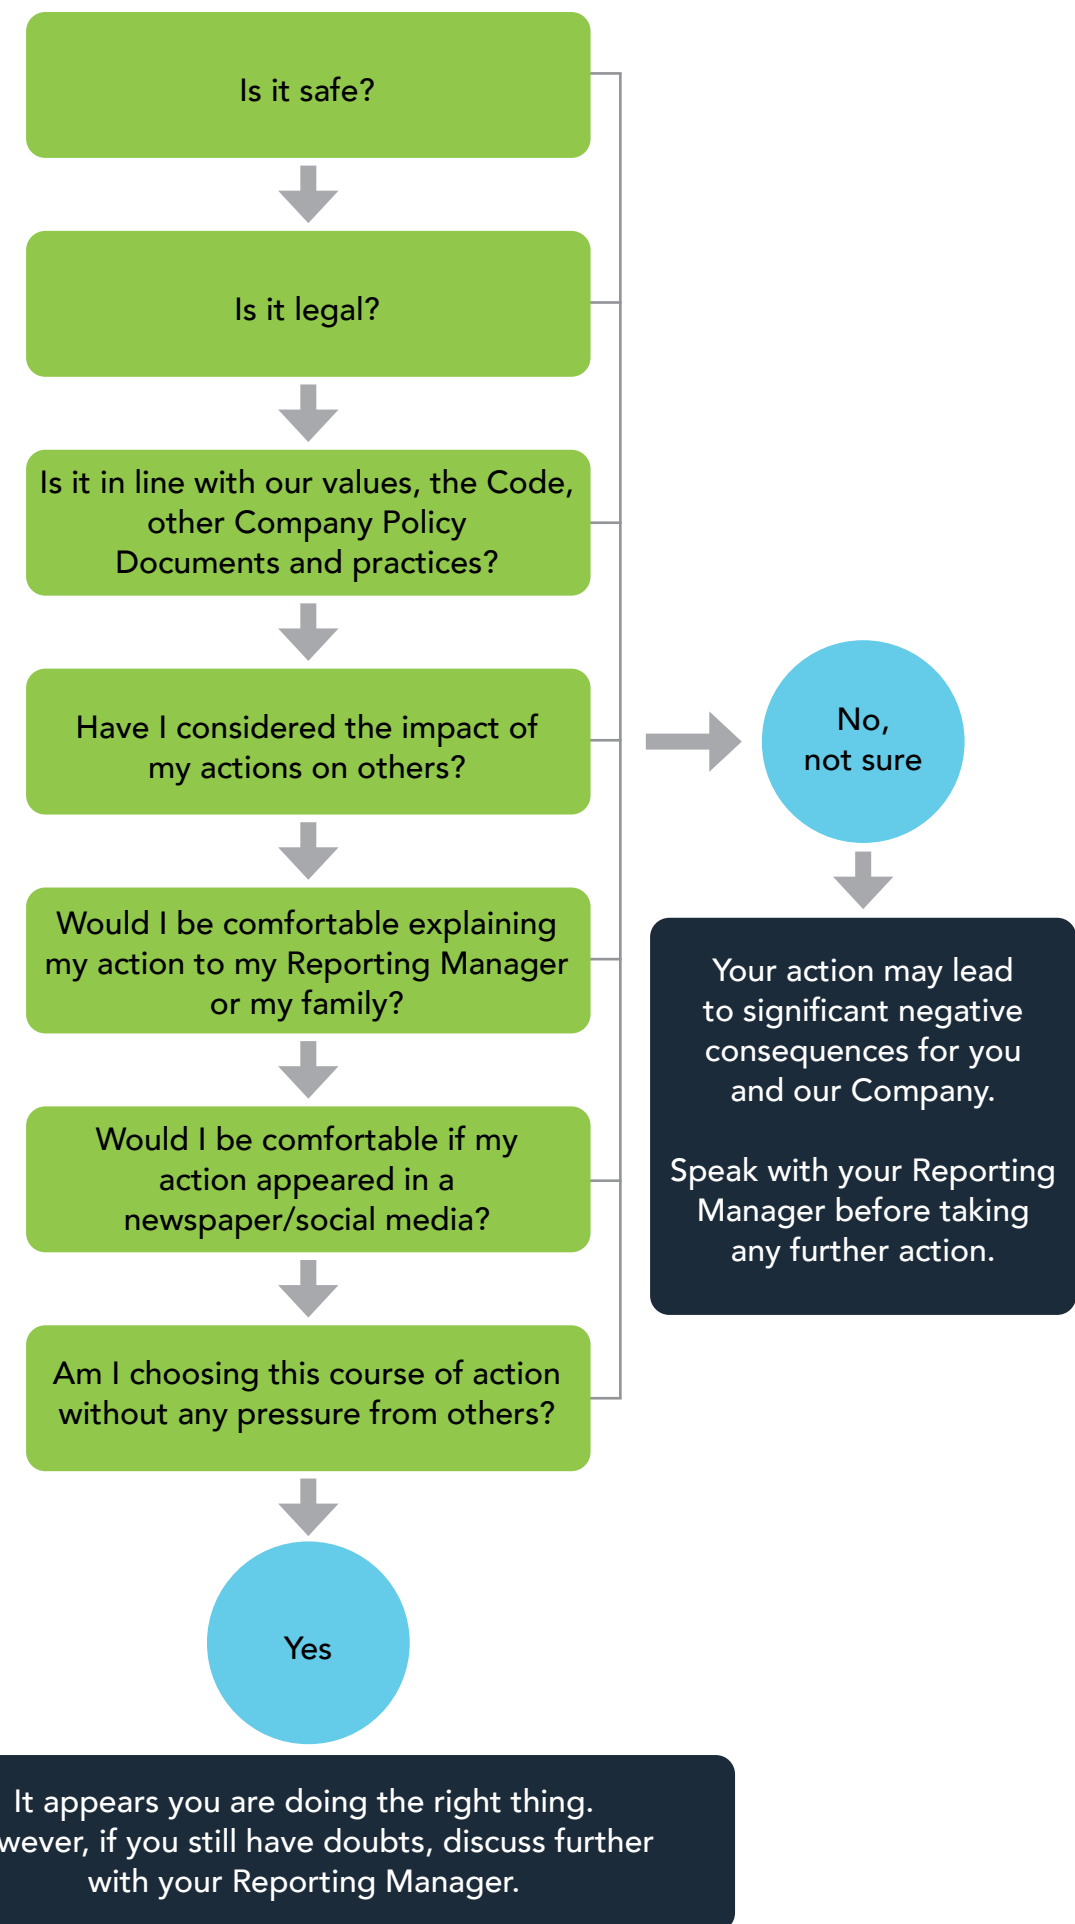 Is it safe?
Is it legal?
Is it in line with our values, the Code,
other Company Policy
Documents and practices?
Have I considered the impact of
my actions on others?
No,
not sure
Would I be comfortable explaining
my action to my Reporting Manager
or my family?
Your action may lead
to significant negative
consequences for you
and our Company.
Speak with your Reporting
Manager before taking
any further action.
Would I be comfortable if my
action appeared in a
newspaper/social media?
Am I choosing this course of action
without any pressure from others?
Yes
It appears you are doing the right thing.
wever, if you still have doubts, discuss further
with your Reporting Manager.